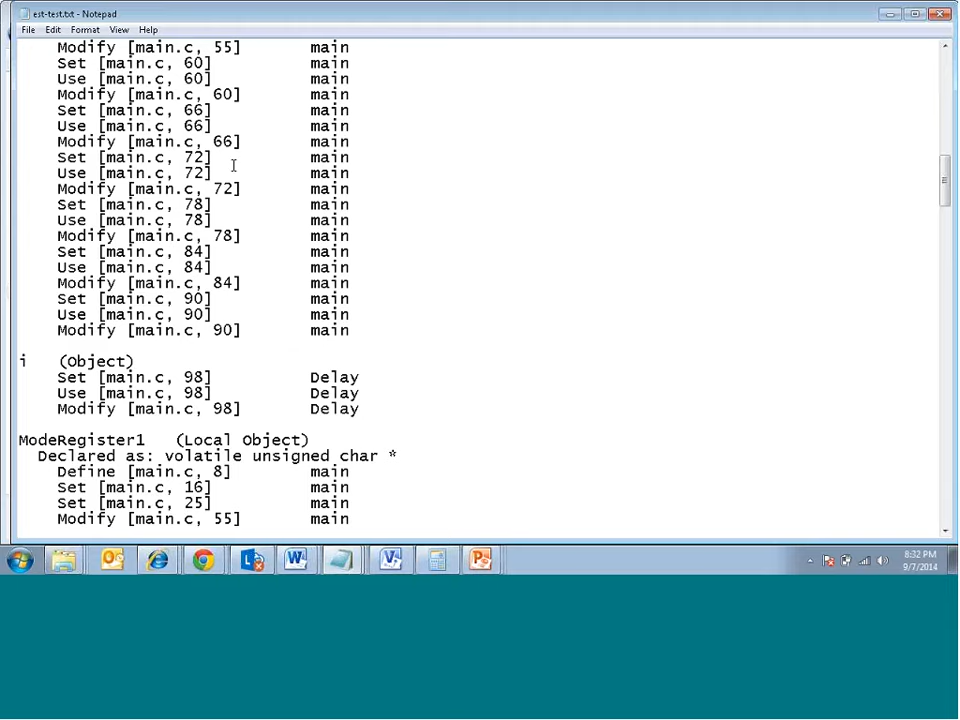 est-test.txt - Notepad
File Edit Format View Help
Modify [main.c, 55] main
Set [main.c, 60] main
Use [main.c, 60] main
Modify [main.c, 60] main
Set [main.c, 66] main
Use [main.c, 66] main
Modify [main.c, 66] main
Set [main.c, 72] main
Use [main.c, 72] main
Modify [main.c, 72] main
Set [main.c, 78] main
Use [main.c, 78] main
Modify [main.c, 78] main
Set [main.c, 84] main
Use [main.c, 84] main
Modify [main.c, 84] main
Set [main.c, 90] main
Use [main.c, 90] main
Modify [main.c, 90] main
i (Object)
Set [main.c, 98] Delay
Use [main.c, 98] Delay
Modify [main.c, 98] Delay
ModeRegister1 (Local Object)
Declared as: volatile unsigned char *
Define [main.c, 8] main
Set [main.c, 16] main
Set [main.c, 25] main
Modify [main.c, 55] main
8:32 PM
9/7/2014